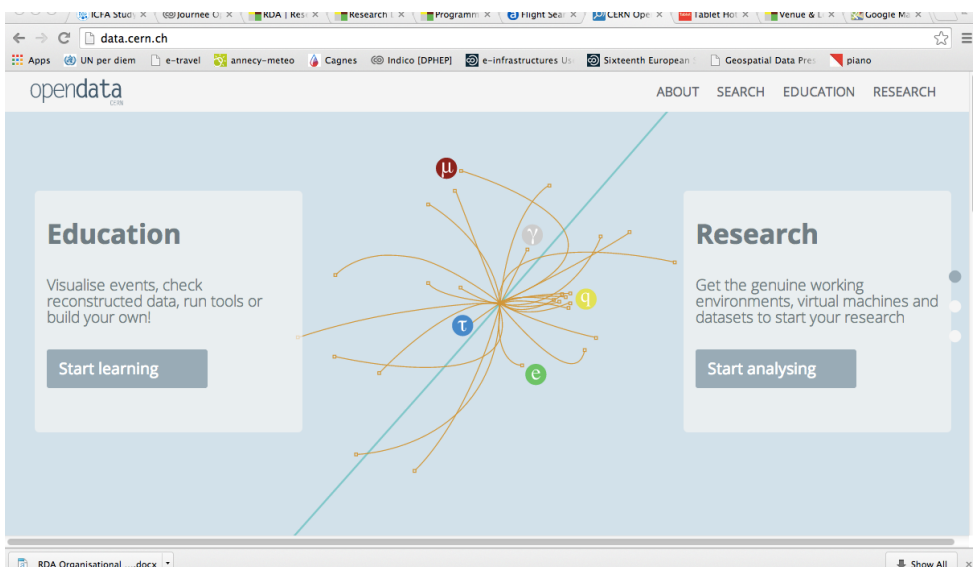 ICFA Study
Journee O
RDA | Res
Research
Programm
Flight Sear
CERN Ope
Tablet Hot
Venue & L
Google Ma
data.cern.ch
Apps UN per diem e-travel annecy-meteo Cagnes Indico [DPHEP] e-infrastructures Us Sixteenth European Geospatial Data Pres piano
opendata
CERN
ABOUT SEARCH EDUCATION RESEARCH
μ
γ
q
τ
e
Education
Visualise events, check
reconstructed data, run tools or
build your own!
Start learning
Research
Get the genuine working
environments, virtual machines and
datasets to start your research
Start analysing
RDA Organisational ....docx
Show All